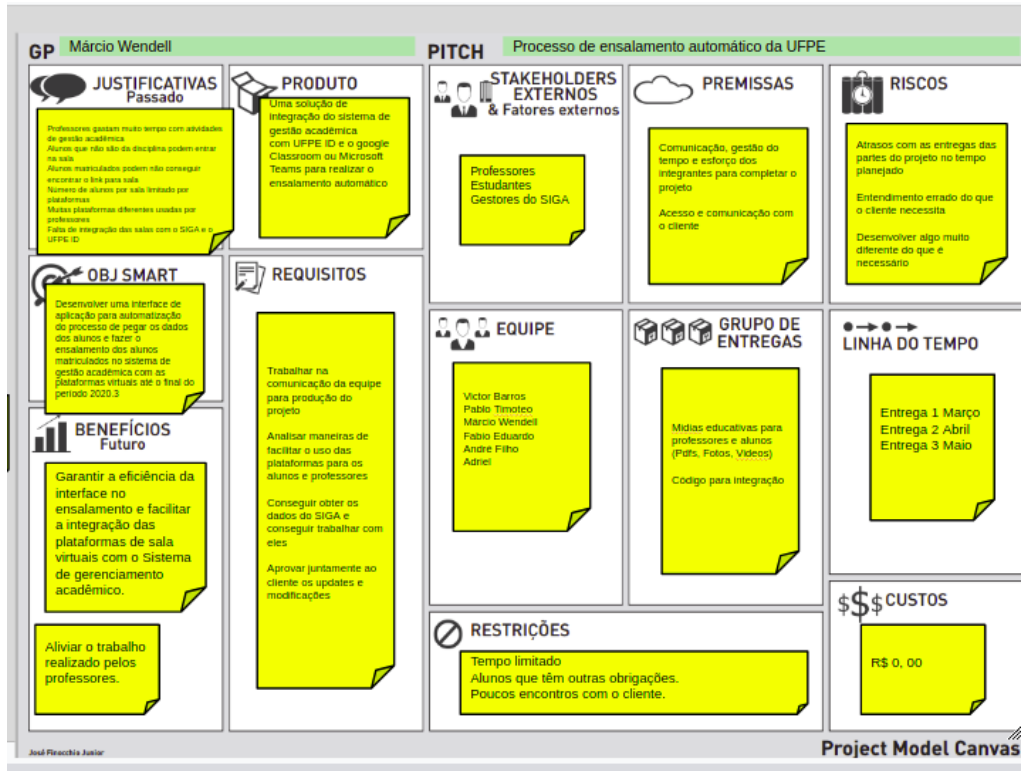 GP
Márcio Wendell
PITCH
Processo de ensalamento automático da UFPE
JUSTIFICATIVAS
Passado
Professores gastam muito tempo com atividades
de gestão acadêmica
Alunos que não são da disciplina podem entrar
na sala
Alunos matriculados podem não conseguir
encontrar o link para sala
Número de alunos por sala limitado por
plataformas
Muitas plataformas diferentes usadas por
professores
Falta de integração das salas com o SIGA e o
UFPE ID
PRODUTO
Uma solução de
integração do sistema de
gestão acadêmica
com UFPE ID e o google
Classroom ou Microsoft
Teams para realizar o
ensalamento automático
STAKEHOLDERS
EXTERNOS
& Fatores externos
Professores
Estudantes
Gestores do SIGA
PREMISSAS
Comunicação, gestão do
tempo e esforço dos
integrantes para completar o
projeto
Acesso e comunicação com
o cliente
RISCOS
Atrasos com as entregas das
partes do projeto no tempo
planejado
Entendimento errado do que
o cliente necessita
Desenvolver algo muito
diferente do que é
necessário
OBJ SMART
Desenvolver uma interface de
aplicação para automatização
do processo de pegar os dados
dos alunos e fazer o
ensalamento dos alunos
matriculados no sistema de
gestão acadêmica com as
plataformas virtuais até o final do
período 2020.3
REQUISITOS
Trabalhar na
comunicação da equipe
para produção do
projeto
Analisar maneiras de
facilitar o uso das
plataformas para os
alunos e professores
Conseguir obter os
dados do SIGA e
conseguir trabalhar com
eles
Aprovar juntamente ao
cliente os updates e
modificações
EQUIPE
Victor Barros
Pablo Timoteo
Márcio Wendell
Fabio Eduardo
Andre Filho
Adriel
GRUPO DE
ENTREGAS
Mídias educativas para
professores e alunos
(Pdfs, Fotos, Videos)
Código para integração
LINHA DO TEMPO
Entrega 1 Março
Entrega 2 Abril
Entrega 3 Maio
BENEFÍCIOS
Futuro
Garantir a eficiência da
interface no
ensalamento e facilitar
a integração das
plataformas de sala
virtuais com o Sistema
de gerenciamento
acadêmico.
Aliviar o trabalho
realizado pelos
professores.
RESTRIÇÕES
Tempo limitado
Alunos que têm outras obrigações.
Poucos encontros com o cliente.
$$$ CUSTOS
R$ 0, 00
José Finocchio Junior
Project Model Canvas